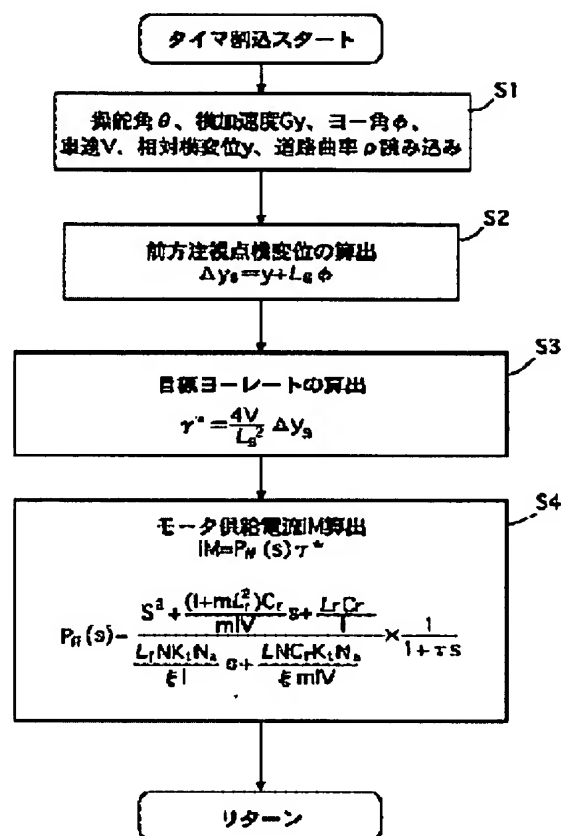 タイマ割込スタート
S1
操舵角θ、横加速度Gy、ヨー角φ、
車速V、相対横変位y、道路曲率ρ読み込み
S2
前方注視点横変位の算出
Δys=y+Lsφ
S3
目標ヨーレートの算出
γ*=4V/Ls² Δys
S4
モータ供給電流IM算出
IM=Pff(s)γ*
S²+(I+mLr²)Cr/mIV s+LrCr/I
Pff(s)= ×1/1+τs
LfNKtNa/ξI s+LNCrKtNa/ξmIV
リターン